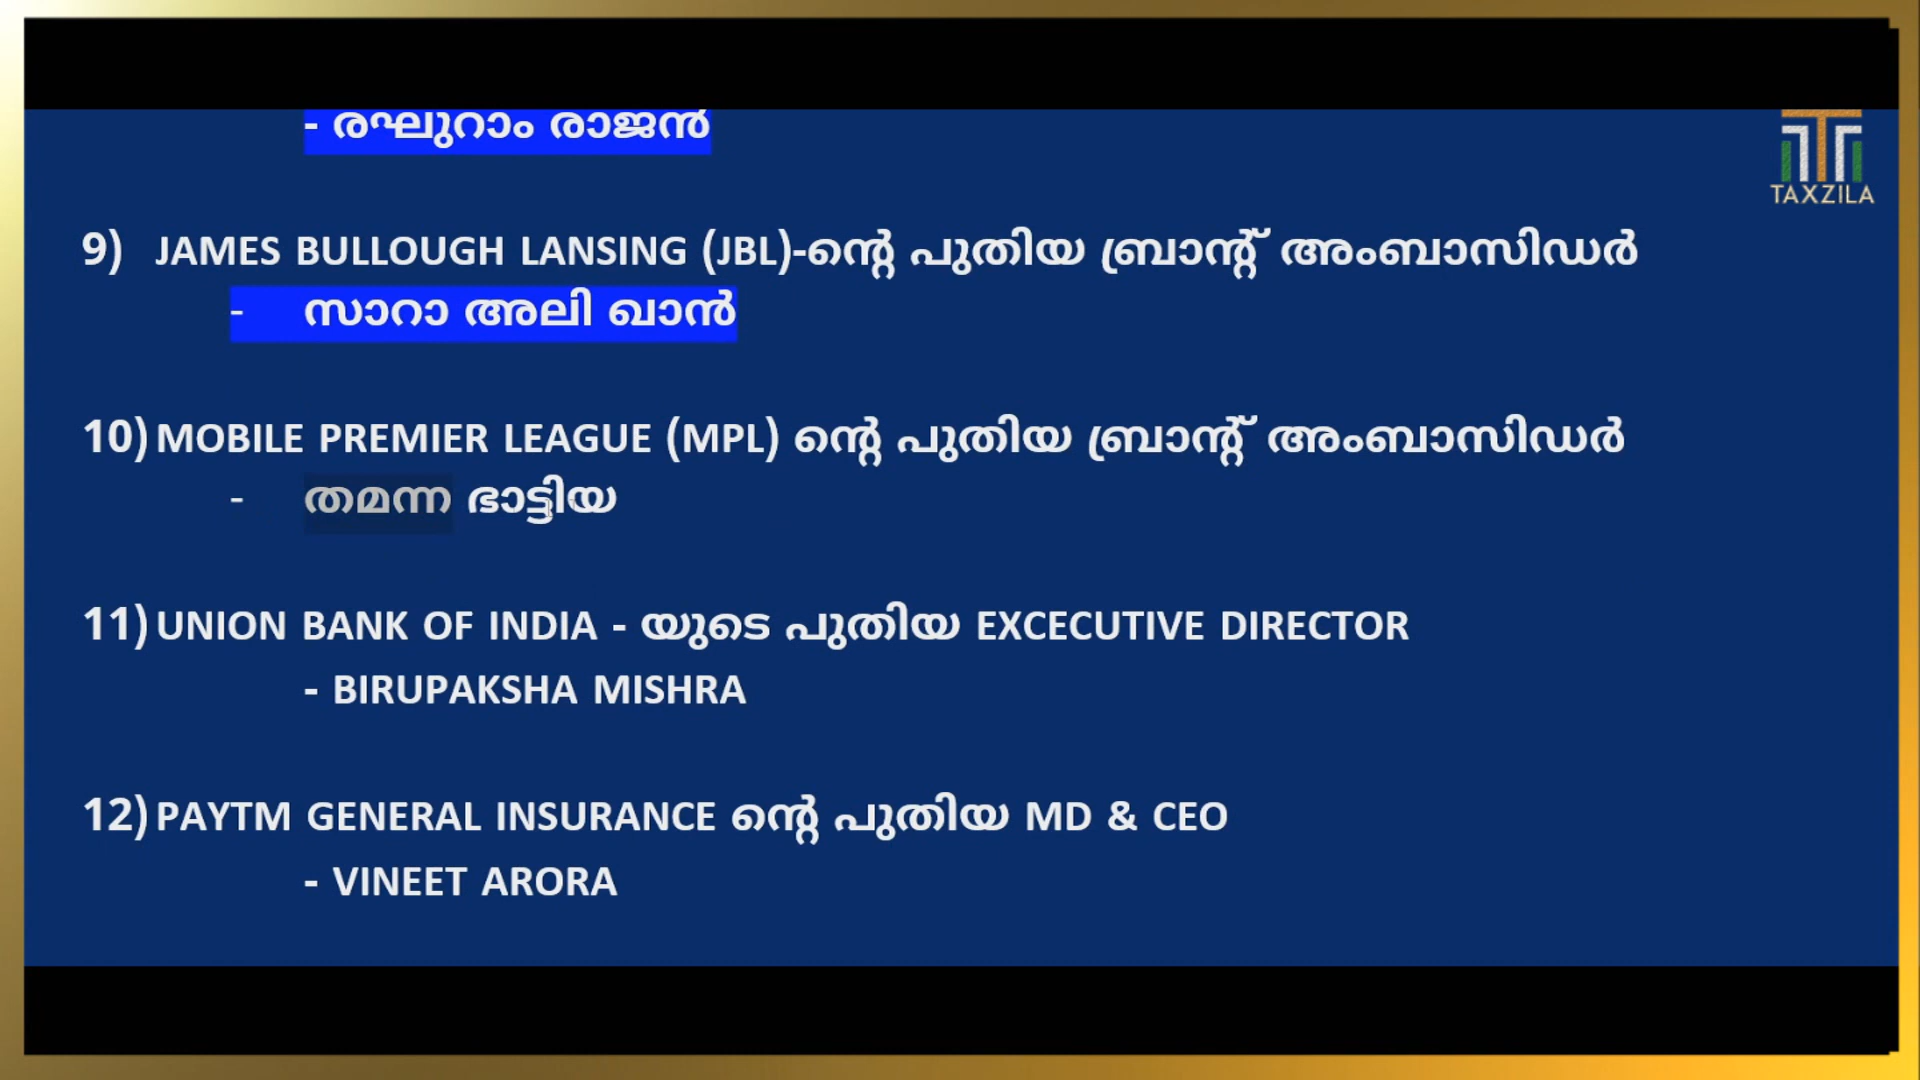 - രഘുറാം രാജൻ
TAXZILA
9) JAMES BULLOUGH LANSING (JBL)-ന്റെ പുതിയ ബ്രാന്റ് അംബാസിഡർ
- സാറാ അലി ഖാൻ
10) MOBILE PREMIER LEAGUE (MPL) ന്റെ പുതിയ ബ്രാന്റ് അംബാസിഡർ
- തമന്ന ഭാട്ടിയ
11) UNION BANK OF INDIA - യുടെ പുതിയ EXCECUTIVE DIRECTOR
- BIRUPAKSHA MISHRA
12) PAYTM GENERAL INSURANCE ന്റെ പുതിയ MD & CEO
- VINEET ARORA